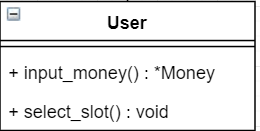 User
+ input_money() : *Money
+ select_slot() : void